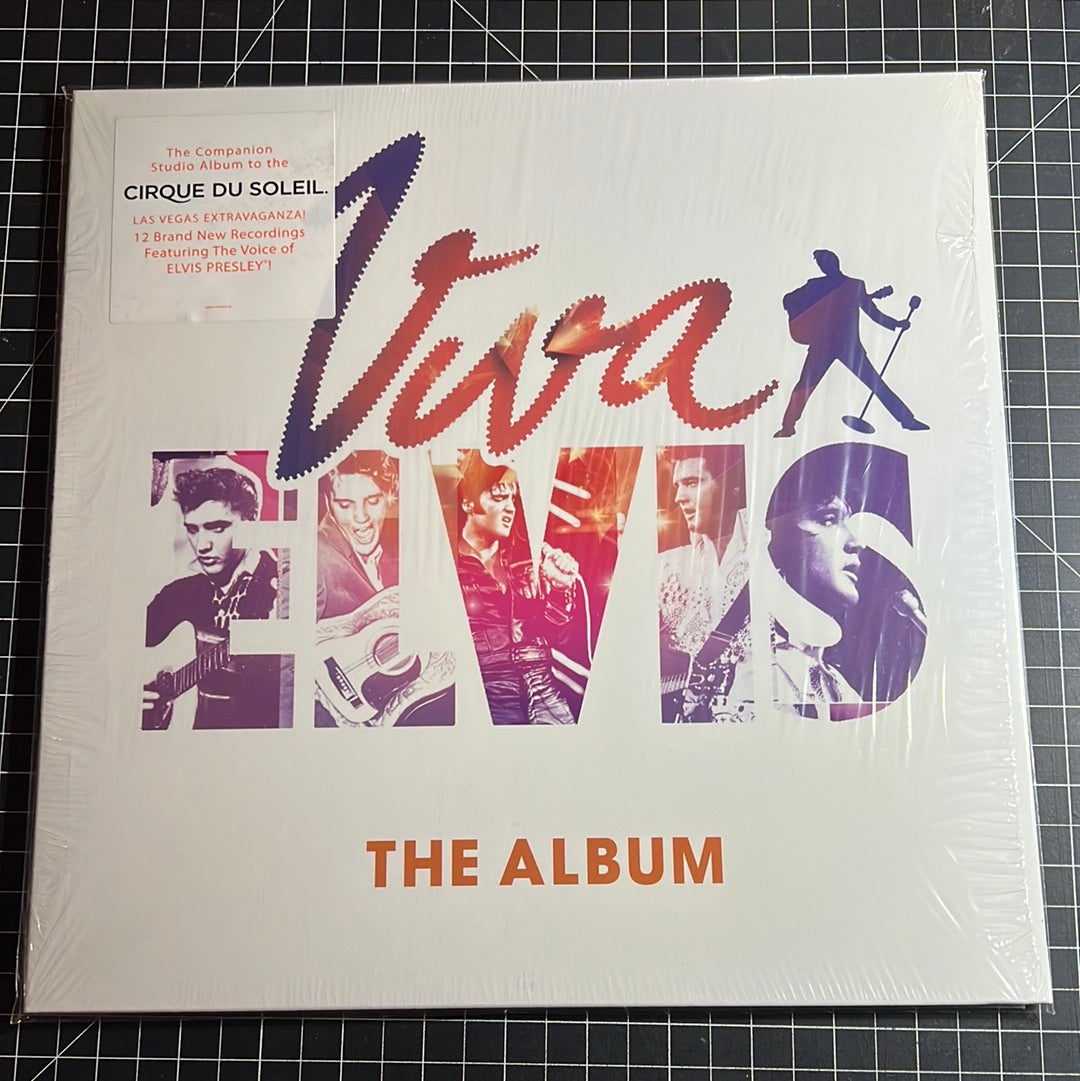 The Companion
Studio Album to the
CIRQUE DU SOLEIL.
LAS VEGAS EXTRAVAGANZA!
12 Brand New Recordings
Featuring The Voice of
ELVIS PRESLEY™!
Viva
ELVIS
THE ALBUM